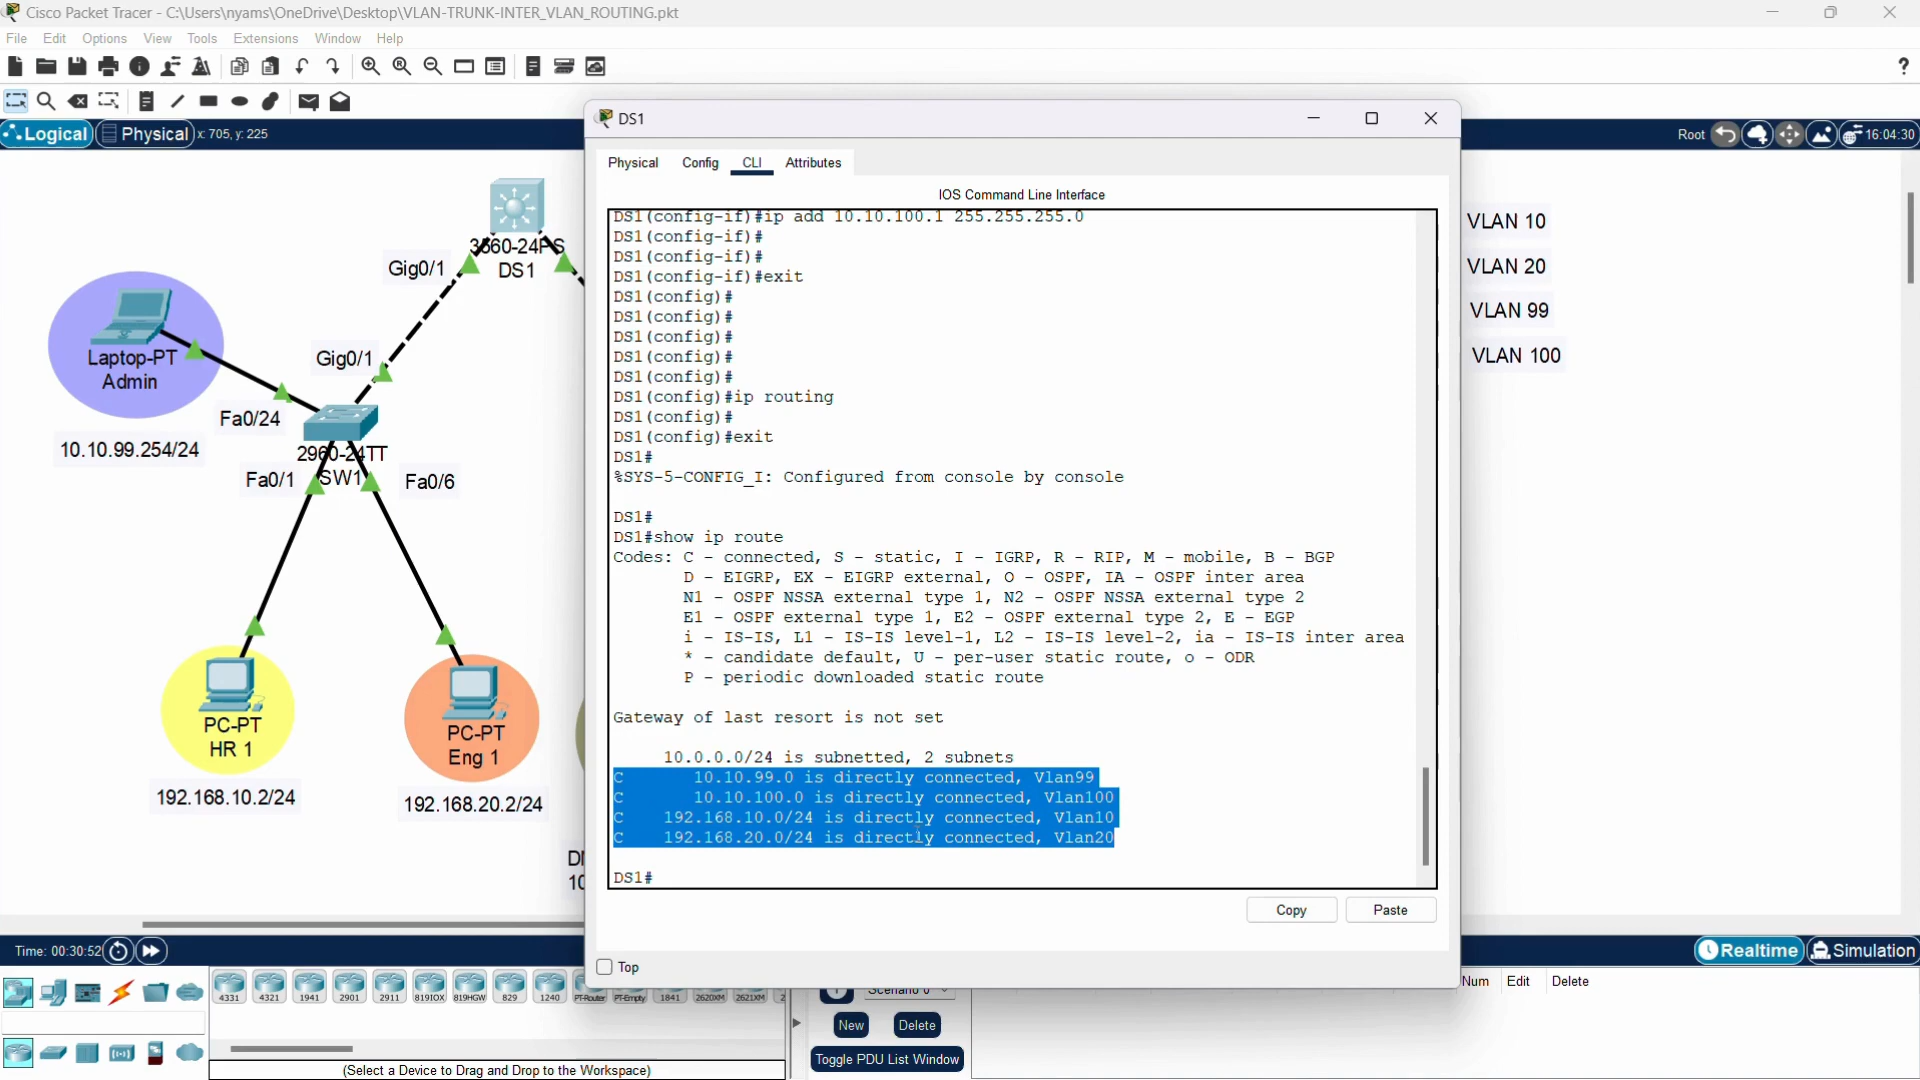 Cisco Packet Tracer - C:\Users\nyams\OneDrive\Desktop\VLAN-TRUNK-INTER_VLAN_ROUTING.pkt
File Edit Options View Tools Extensions Window Help
?
Logical Physical x: 705, y: 225
Root 16:04:30
3560-24PS
DS1
Gig0/1
Gig0/1
Laptop-PT
Admin
Fa0/24
10.10.99.254/24
2960-24TT
SW1
Fa0/1
Fa0/6
PC-PT
HR 1
192.168.10.2/24
PC-PT
Eng 1
192.168.20.2/24
VLAN 10
VLAN 20
VLAN 99
VLAN 100
DS1
Physical Config CLI Attributes
IOS Command Line Interface
DS1(config-if)#ip add 10.10.100.1 255.255.255.0
DS1(config-if)#
DS1(config-if)#
DS1(config-if)#exit
DS1(config)#
DS1(config)#
DS1(config)#
DS1(config)#
DS1(config)#
DS1(config)#ip routing
DS1(config)#
DS1(config)#exit
DS1#
%SYS-5-CONFIG_I: Configured from console by console
DS1#
DS1#show ip route
Codes: C - connected, S - static, I - IGRP, R - RIP, M - mobile, B - BGP
D - EIGRP, EX - EIGRP external, O - OSPF, IA - OSPF inter area
N1 - OSPF NSSA external type 1, N2 - OSPF NSSA external type 2
E1 - OSPF external type 1, E2 - OSPF external type 2, E - EGP
i - IS-IS, L1 - IS-IS level-1, L2 - IS-IS level-2, ia - IS-IS inter area
* - candidate default, U - per-user static route, o - ODR
P - periodic downloaded static route
Gateway of last resort is not set
10.0.0.0/24 is subnetted, 2 subnets
C 10.10.99.0 is directly connected, Vlan99
C 10.10.100.0 is directly connected, Vlan100
C 192.168.10.0/24 is directly connected, Vlan10
C 192.168.20.0/24 is directly connected, Vlan20
DS1#
Copy Paste
Top
Time: 00:30:52
Realtime Simulation
4331 4321 1941 2901 2911 819IOX 819HGW 829 1240 PT-Router PT-Empty 1841 2620XM 2621XM
(Select a Device to Drag and Drop to the Workspace)
Scenario 0
New Delete
Toggle PDU List Window
Num Edit Delete